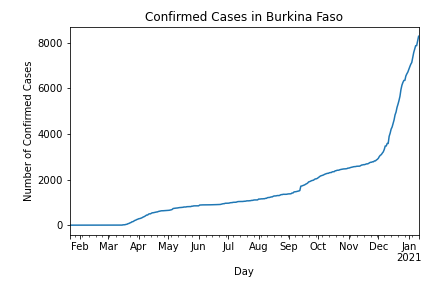 Confirmed Cases in Burkina Faso
Number of Confirmed Cases
8000
6000
4000
2000
0
Feb Mar Apr May Jun Jul Aug Sep Oct Nov Dec Jan
2021
Day